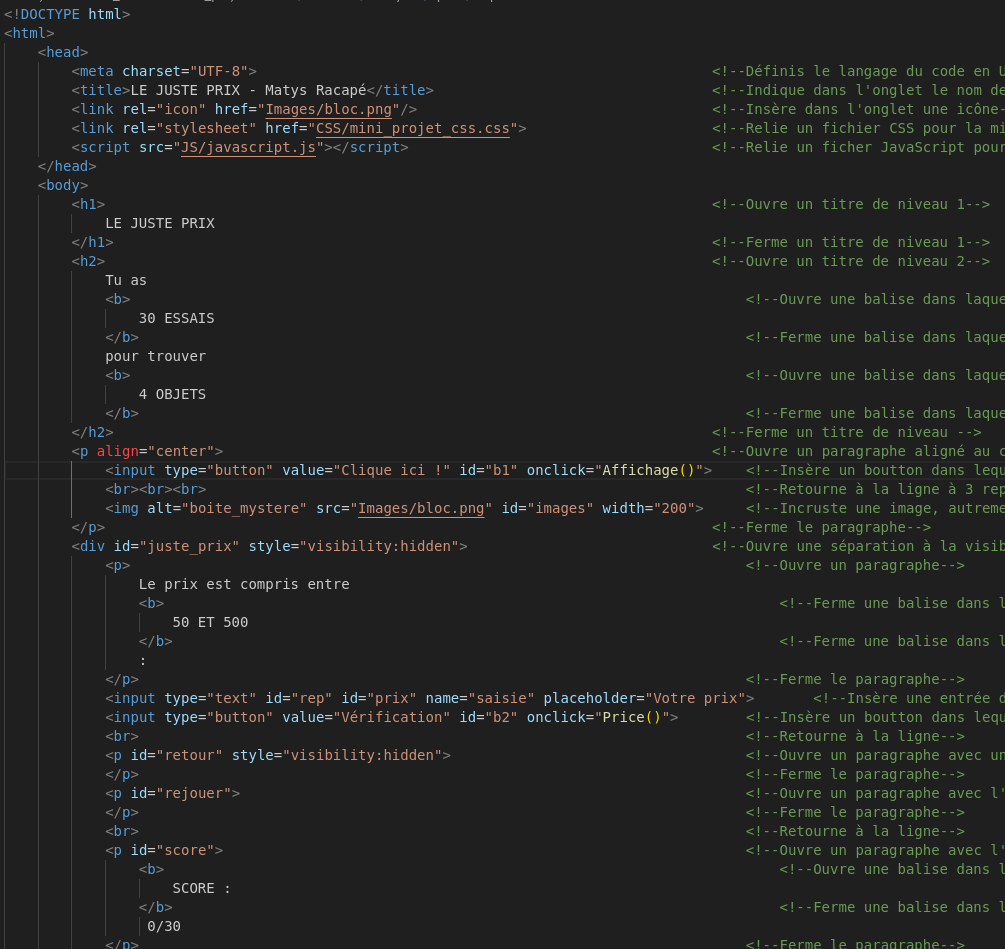 <!DOCTYPE html>
<html>
<head>
<meta charset="UTF-8"> <!--Définis le langage du code en
<title>LE JUSTE PRIX - Matys Racapé</title> <!--Indique dans l'onglet le nom de
<link rel="icon" href="Images/bloc.png"/> <!--Insère dans l'onglet une icône-
<link rel="stylesheet" href="CSS/mini_projet_css.css"> <!--Relie un fichier CSS pour la mi
<script src="JS/javascript.js"></script> <!--Relie un ficher JavaScript pour
</head>
<body>
<h1> <!--Ouvre un titre de niveau 1-->
LE JUSTE PRIX
</h1> <!--Ferme un titre de niveau 1-->
<h2> <!--Ouvre un titre de niveau 2-->
Tu as
<b> <!--Ouvre une balise dans laque
30 ESSAIS
</b> <!--Ferme une balise dans laque
pour trouver
<b> <!--Ouvre une balise dans laque
4 OBJETS
</b> <!--Ferme une balise dans laque
</h2> <!--Ferme un titre de niveau -->
<p align="center"> <!--Ouvre un paragraphe aligné au c
<input type="button" value="Clique ici !" id="b1" onclick="Affichage()"> <!--Insère un boutton dans lequ
<br><br><br> <!--Retourne à la ligne à 3 rep
<img alt="boite_mystere" src="Images/bloc.png" id="images" width="200"> <!--Incruste une image, autreme
</p> <!--Ferme le paragraphe-->
<div id="juste_prix" style="visibility:hidden"> <!--Ouvre une séparation à la visib
<p> <!--Ouvre un paragraphe-->
Le prix est compris entre
<b> <!--Ferme une balise dans l
50 ET 500
</b> <!--Ferme une balise dans l
:
</p> <!--Ferme le paragraphe-->
<input type="text" id="rep" id="prix" name="saisie" placeholder="Votre prix"> <!--Insère une entrée d
<input type="button" value="Vérification" id="b2" onclick="Price()"> <!--Insère un boutton dans lequ
<br> <!--Retourne à la ligne-->
<p id="retour" style="visibility:hidden"> <!--Ouvre un paragraphe avec un
</p> <!--Ferme le paragraphe-->
<p id="rejouer"> <!--Ouvre un paragraphe avec l'
</p> <!--Ferme le paragraphe-->
<br> <!--Retourne à la ligne-->
<p id="score"> <!--Ouvre un paragraphe avec l'
<b> <!--Ouvre une balise dans l
SCORE :
</b> <!--Ferme une balise dans l
0/30
</p> <!--Ferme le paragraphe-->